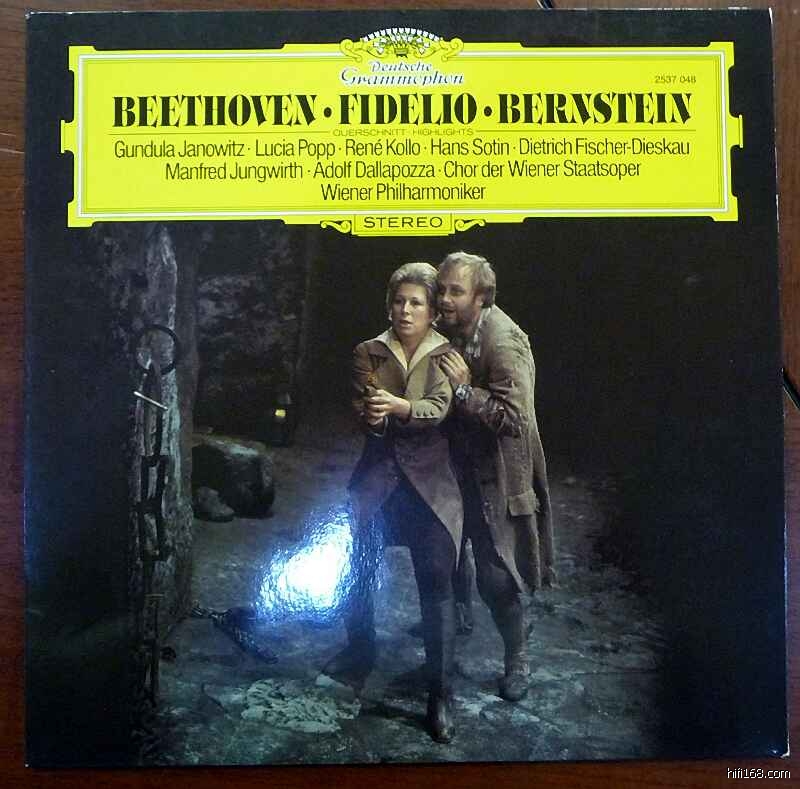 Deutsche
Grammophon
2537 048
BEETHOVEN · FIDELIO · BERNSTEIN
QUERSCHNITT · HIGHLIGHTS
Gundula Janowitz · Lucia Popp · René Kollo · Hans Sotin · Dietrich Fischer-Dieskau
Manfred Jungwirth · Adolf Dallapozza · Chor der Wiener Staatsoper
Wiener Philharmoniker
STEREO
hifi168.com